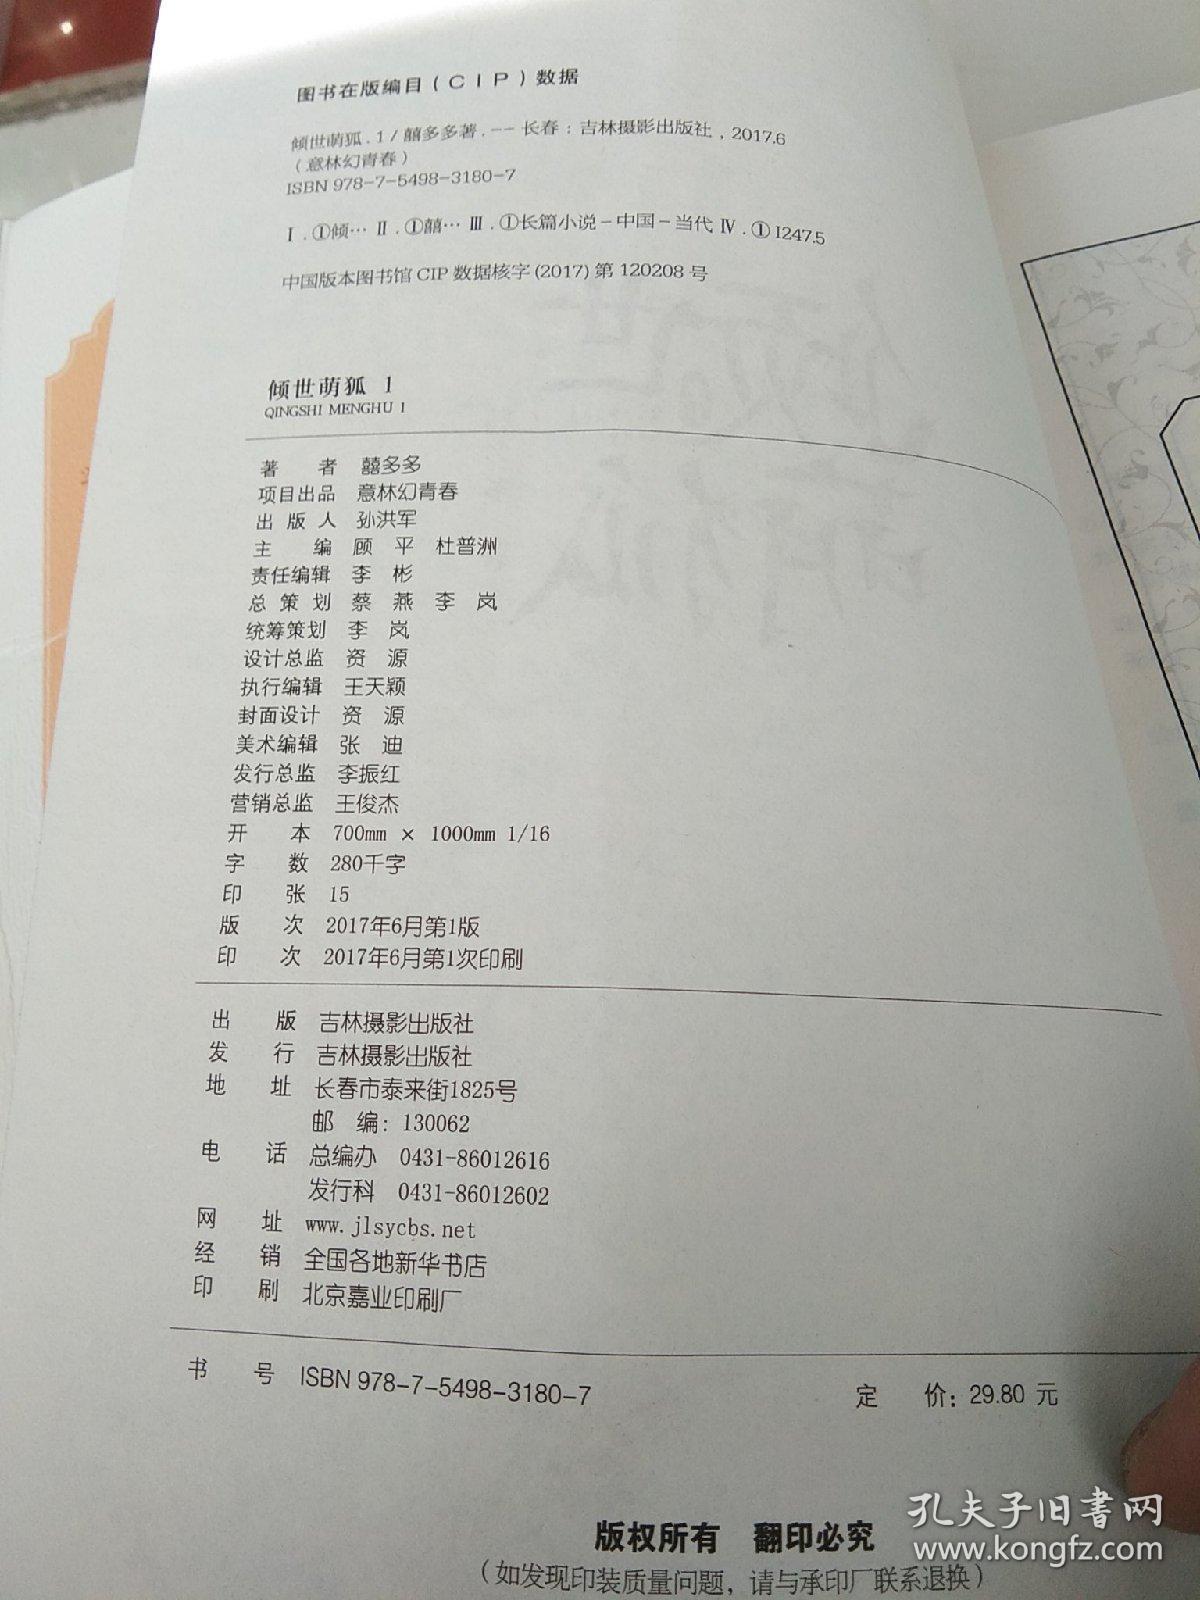 图书在版编目（CIP）数据
倾世萌狐.1/囍多多著.--长春：吉林摄影出版社，2017.6
（意林幻青春）
ISBN 978-7-5498-3180-7
Ⅰ.①倾… Ⅱ.①囍… Ⅲ.①长篇小说－中国－当代 Ⅳ.①I247.5
中国版本图书馆CIP数据核字(2017)第120208号
倾世萌狐 1
QINGSHI MENGHU 1
著 者 囍多多
项目出品 意林幻青春
出 版 人 孙洪军
主 编 顾 平 杜普洲
责任编辑 李 彬
总 策 划 蔡 燕 李 岚
统筹策划 李 岚
设计总监 资 源
执行编辑 王天颖
封面设计 资 源
美术编辑 张 迪
发行总监 李振红
营销总监 王俊杰
开 本 700mm × 1000mm 1/16
字 数 280千字
印 张 15
版 次 2017年6月第1版
印 次 2017年6月第1次印刷
出 版 吉林摄影出版社
发 行 吉林摄影出版社
地 址 长春市泰来街1825号
邮 编: 130062
电 话 总编办 0431-86012616
发行科 0431-86012602
网 址 www.jlsycbs.net
经 销 全国各地新华书店
印 刷 北京嘉业印刷厂
书 号 ISBN 978-7-5498-3180-7 定 价: 29.80 元
版权所有 翻印必究
（如发现印装质量问题，请与承印厂联系退换）
孔夫子旧书网
www.kongfz.com